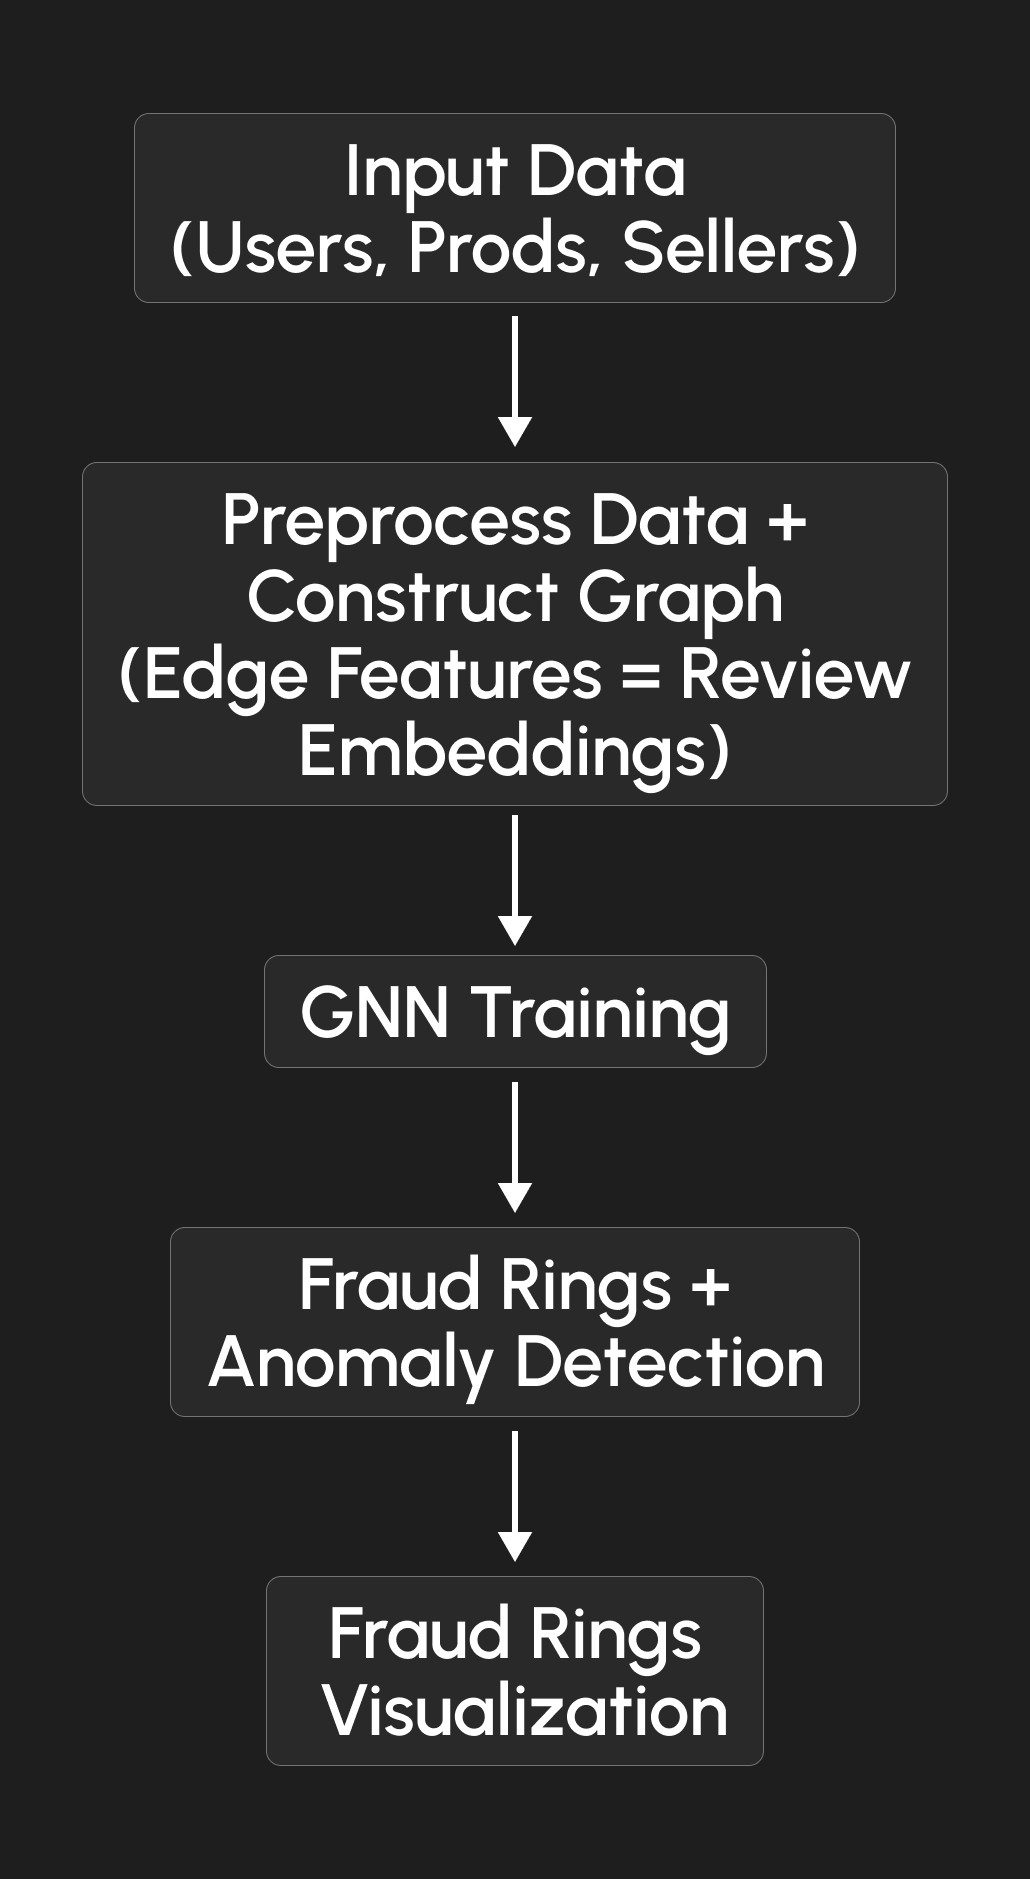 Input Data
(Users, Prods, Sellers)
Preprocess Data +
Construct Graph
(Edge Features = Review
Embeddings)
GNN Training
Fraud Rings +
Anomaly Detection
Fraud Rings
Visualization